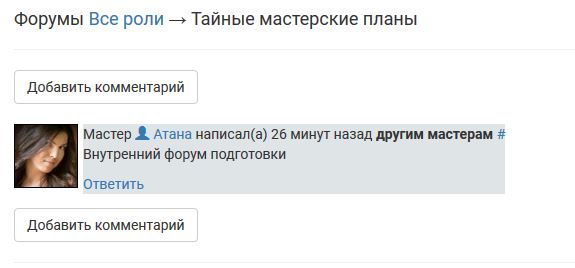 Форумы Все роли → Тайные мастерские планы
Добавить комментарий
Мастер Атана написал(а) 26 минут назад другим мастерам #
Внутренний форум подготовки
Ответить
Добавить комментарий